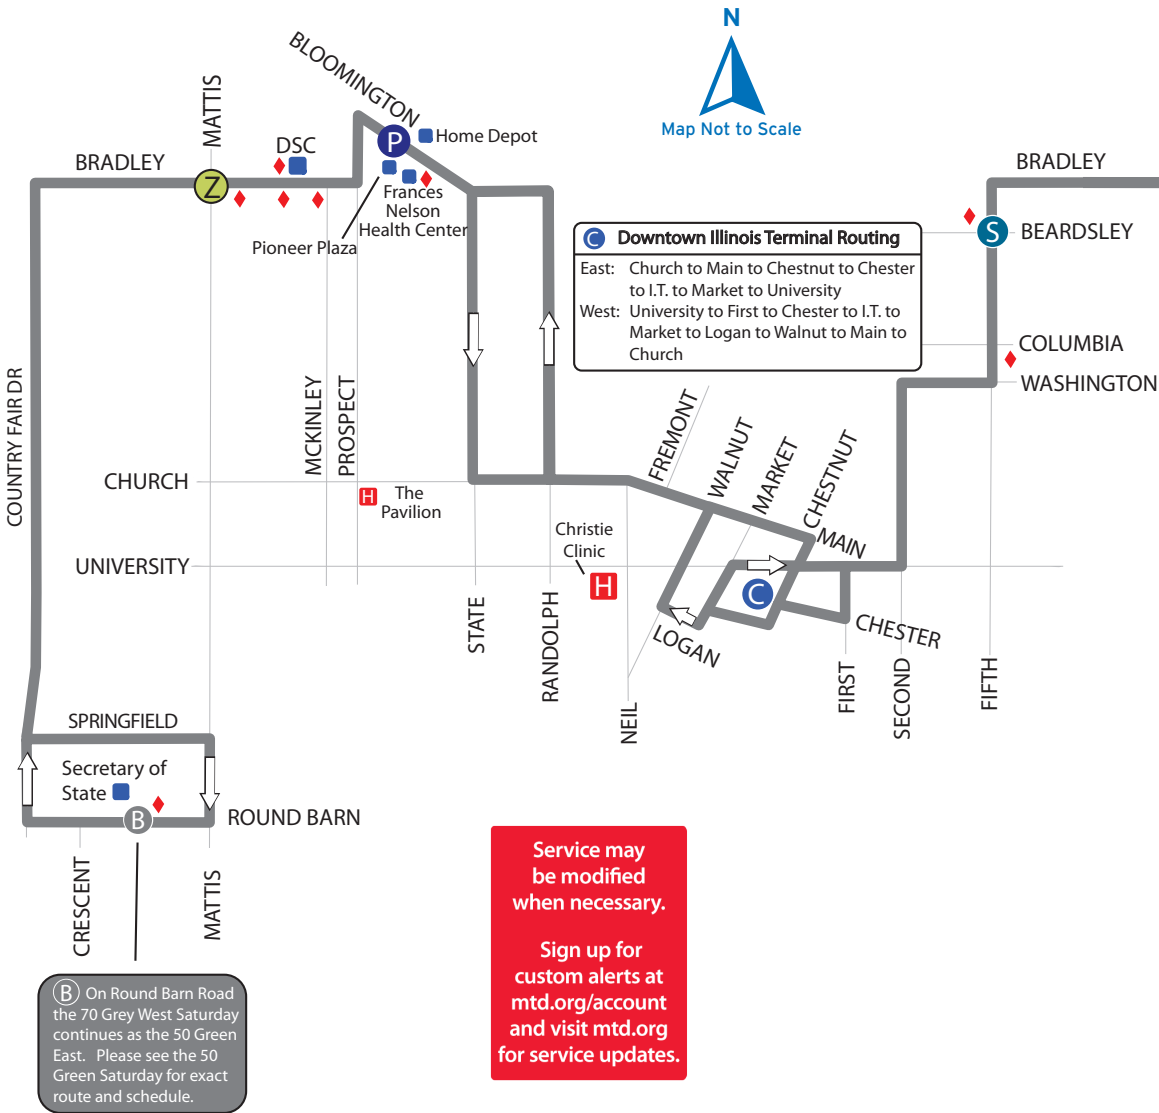 N
Map Not to Scale
BLOOMINGTON
MATTIS
P
Home Depot
DSC
BRADLEY
BRADLEY
Z
Frances
Nelson
Health Center
Pioneer Plaza
S
BEARDSLEY
C Downtown Illinois Terminal Routing
East: Church to Main to Chestnut to Chester
to I.T. to Market to University
West: University to First to Chester to I.T. to
Market to Logan to Walnut to Main to
Church
COLUMBIA
WASHINGTON
COUNTRY FAIR DR
MCKINLEY
PROSPECT
FREMONT
WALNUT
MARKET
CHESTNUT
CHURCH
H
The
Pavilion
Christie
Clinic
MAIN
UNIVERSITY
H
C
STATE
RANDOLPH
LOGAN
CHESTER
NEIL
FIRST
SECOND
FIFTH
SPRINGFIELD
Secretary of
State
B
ROUND BARN
CRESCENT
MATTIS
Service may
be modified
when necessary.
Sign up for
custom alerts at
mtd.org/account
and visit mtd.org
for service updates.
B On Round Barn Road
the 70 Grey West Saturday
continues as the 50 Green
East. Please see the 50
Green Saturday for exact
route and schedule.